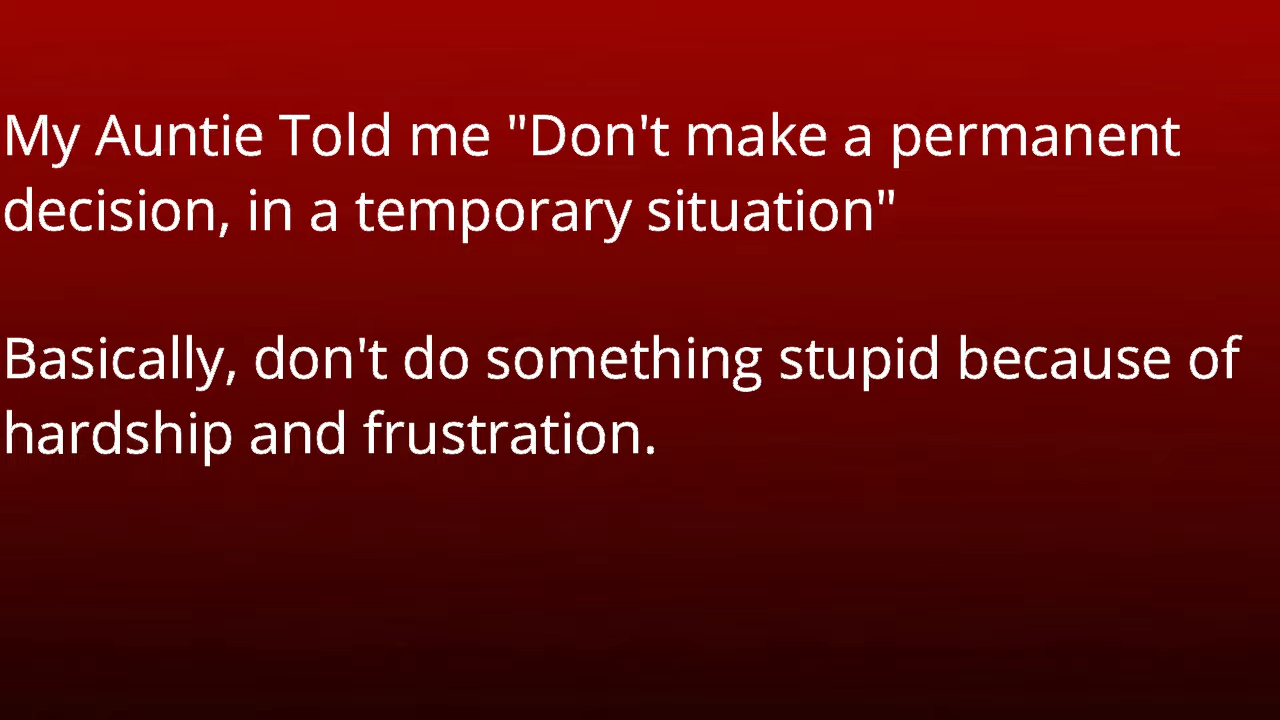 My Auntie Told me "Don't make a permanent
decision, in a temporary situation"
Basically, don't do something stupid because of
hardship and frustration.